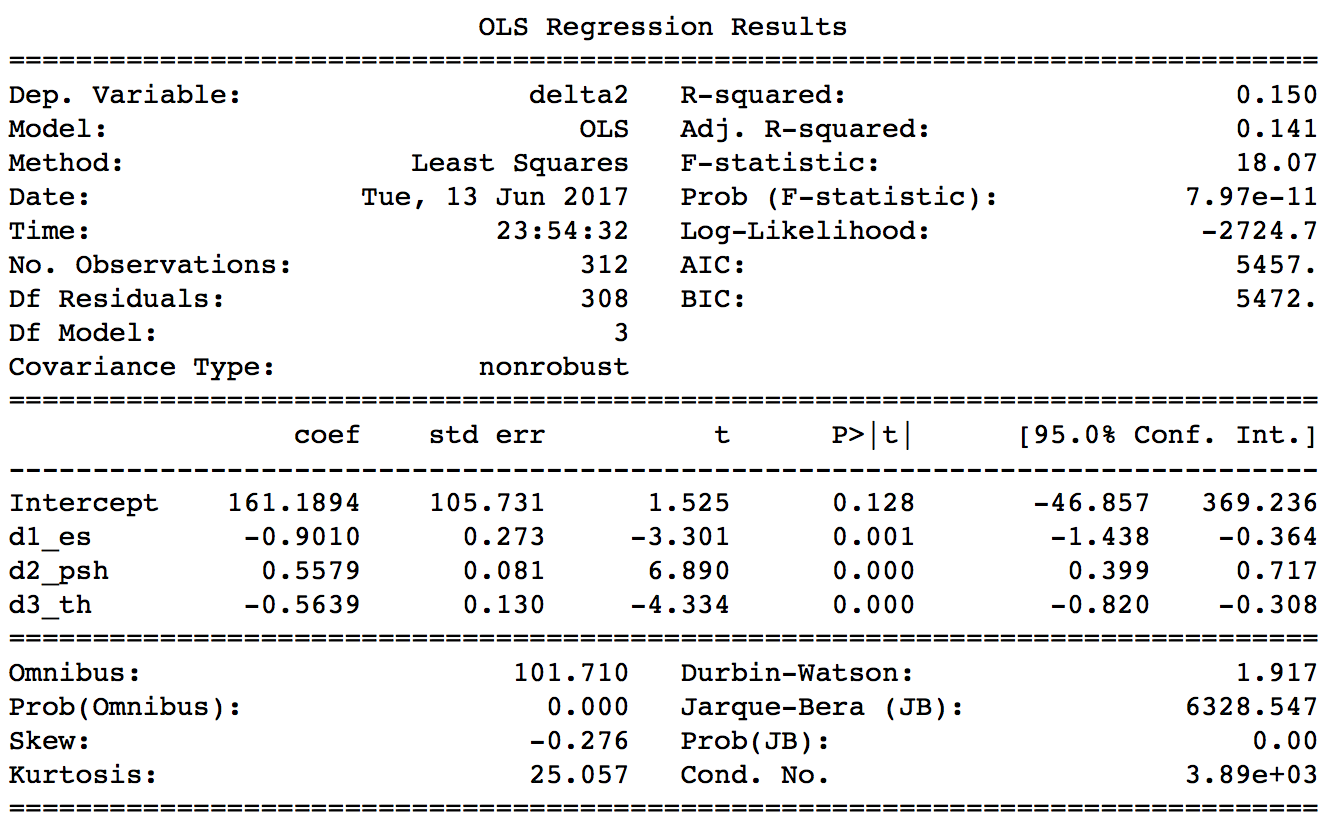 OLS Regression Results
==============================================================================
Dep. Variable:                 delta2   R-squared:                       0.150
Model:                            OLS   Adj. R-squared:                  0.141
Method:                 Least Squares   F-statistic:                     18.07
Date:                Tue, 13 Jun 2017   Prob (F-statistic):           7.97e-11
Time:                        23:54:32   Log-Likelihood:                -2724.7
No. Observations:                 312   AIC:                             5457.
Df Residuals:                     308   BIC:                             5472.
Df Model:                           3
Covariance Type:            nonrobust
==============================================================================
                 coef    std err          t      P>|t|      [95.0% Conf. Int.]
------------------------------------------------------------------------------
Intercept    161.1894    105.731      1.525      0.128       -46.857   369.236
d1_es         -0.9010      0.273     -3.301      0.001        -1.438    -0.364
d2_psh         0.5579      0.081      6.890      0.000         0.399     0.717
d3_th         -0.5639      0.130     -4.334      0.000        -0.820    -0.308
==============================================================================
Omnibus:                      101.710   Durbin-Watson:                   1.917
Prob(Omnibus):                  0.000   Jarque-Bera (JB):             6328.547
Skew:                          -0.276   Prob(JB):                         0.00
Kurtosis:                      25.057   Cond. No.                     3.89e+03
==============================================================================